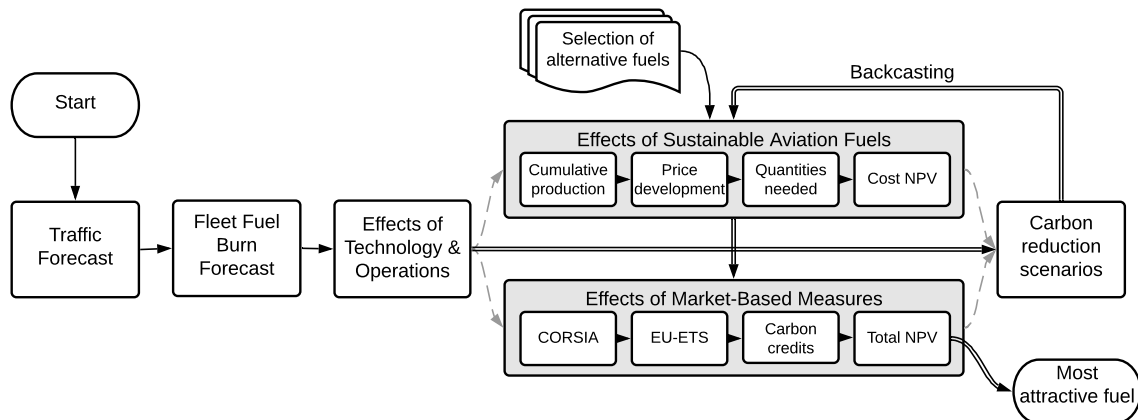 Selection of
alternative fuels
Backcasting
Start
Effects of Sustainable Aviation Fuels
Cumulative
production
Price
development
Quantities
needed
Cost NPV
Traffic
Forecast
Fleet Fuel
Burn
Forecast
Effects of
Technology &
Operations
Carbon
reduction
scenarios
Effects of Market-Based Measures
CORSIA
EU-ETS
Carbon
credits
Total NPV
Most
attractive fuel